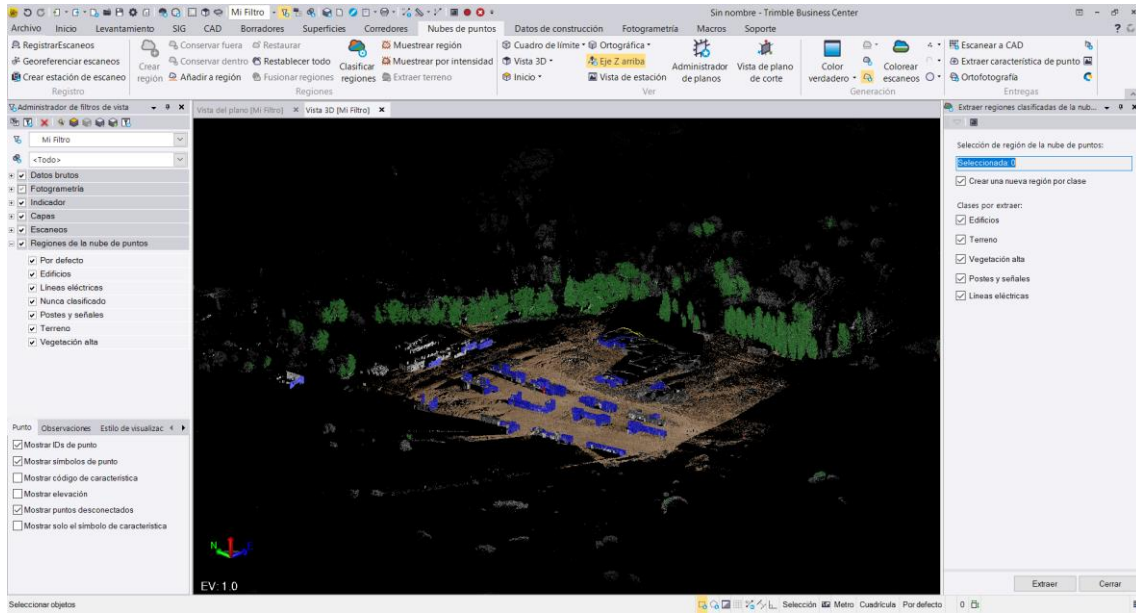 Mi Filtro
Sin nombre - Trimble Business Center
Archivo Inicio Levantamiento SIG CAD Borradores Superficies Corredores Nubes de puntos Datos de construcción Fotogrametría Macros Soporte
RegistrarEscaneos
Georeferenciar escaneos
Crear estación de escaneo
Registro
Crear región
Conservar fuera
Conservar dentro
Añadir a región
Restaurar
Restablecer todo
Fusionar regiones
Clasificar regiones
Muestrear región
Muestrear por intensidad
Extraer terreno
Regiones
Cuadro de límite
Vista 3D
Inicio
Ortográfica
Eje Z arriba
Vista de estación
Administrador de planos
Vista de plano de corte
Ver
Color verdadero
Colorear escaneos
Generación
Escanear a CAD
Extraer característica de punto
Ortofotografía
Entregas
Administrador de filtros de vista
Mi Filtro
<Todo>
Datos brutos
Fotogrametría
Indicador
Capas
Escaneos
Regiones de la nube de puntos
Por defecto
Edificios
Líneas eléctricas
Nunca clasificado
Postes y señales
Terreno
Vegetación alta
Punto Observaciones Estilo de visualizac
Mostrar IDs de punto
Mostrar símbolos de punto
Mostrar código de característica
Mostrar elevación
Mostrar puntos desconectados
Mostrar solo el símbolo de característica
Vista del plano [Mi Filtro] Vista 3D [Mi Filtro]
N
EV: 1.0
Extraer regiones clasificadas de la nub...
Selección de región de la nube de puntos:
Seleccionada: 0
Crear una nueva región por clase
Clases por extraer:
Edificios
Terreno
Vegetación alta
Postes y señales
Líneas eléctricas
Extraer Cerrar
Seleccionar objetos
Selección Metro Cuadrícula Por defecto 0